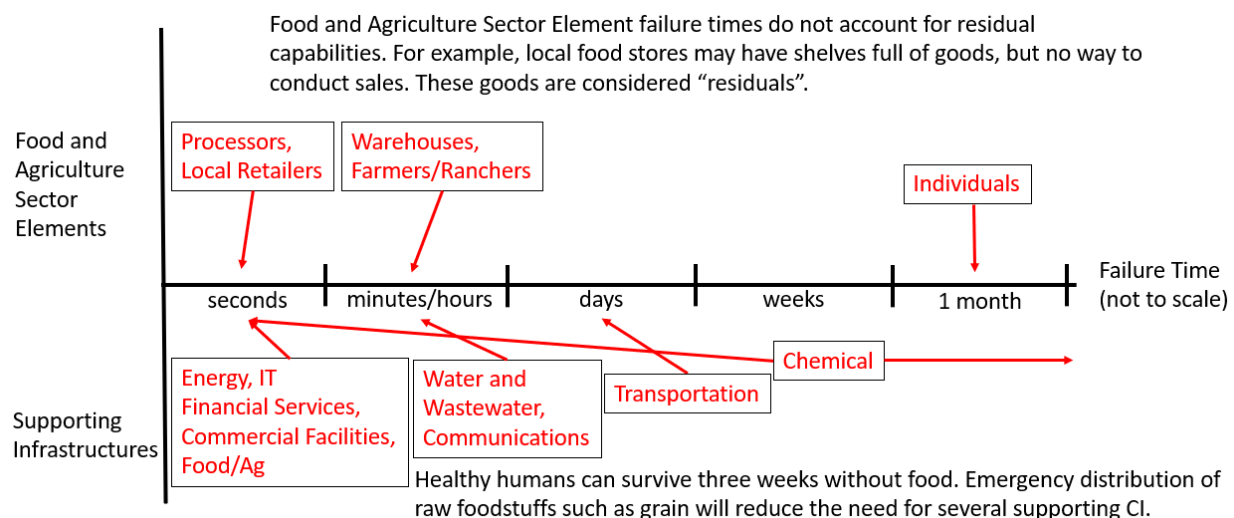 Food and Agriculture Sector Element failure times do not account for residual
capabilities. For example, local food stores may have shelves full of goods, but no way to
conduct sales. These goods are considered “residuals”.
Food and
Agriculture
Sector
Elements
Processors,
Local Retailers
Warehouses,
Farmers/Ranchers
Individuals
seconds
minutes/hours
days
weeks
1 month
Failure Time
(not to scale)
Supporting
Infrastructures
Energy, IT
Financial Services,
Commercial Facilities,
Food/Ag
Water and
Wastewater,
Communications
Transportation
Chemical
Healthy humans can survive three weeks without food. Emergency distribution of
raw foodstuffs such as grain will reduce the need for several supporting CI.